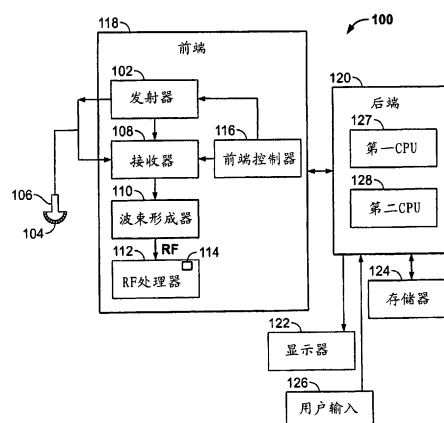 100
118
前端
102
发射器
120
后端
127
第一CPU
108
接收器
116
前端控制器
128
第二CPU
106
104
110
波束形成器
RF
112
114
RF处理器
124
存储器
122
显示器
126
用户输入